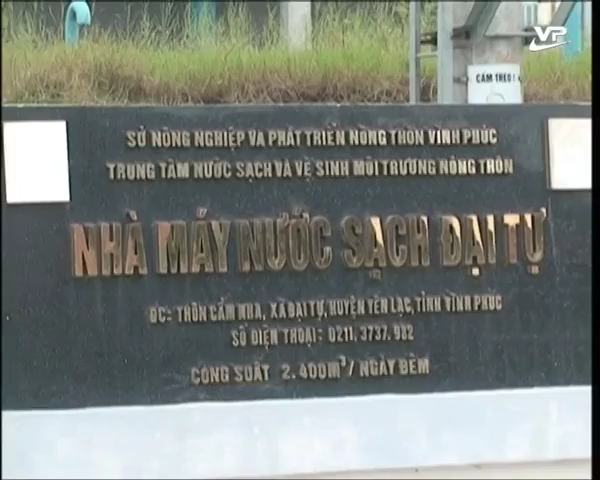 VP
CẤM TRÈO!
SỞ NÔNG NGHIỆP VÀ PHÁT TRIỂN NÔNG THÔN VĨNH PHÚC
TRUNG TÂM NƯỚC SẠCH VÀ VỆ SINH MÔI TRƯỜNG NÔNG THÔN
NHÀ MÁY NƯỚC SẠCH ĐẠI TỰ
ĐC: THÔN CẨM NHA, XÃ ĐẠI TỰ, HUYỆN YÊN LẠC, TỈNH VĨNH PHÚC
SỐ ĐIỆN THOẠI: 0211. 3737. 982
CÔNG SUẤT 2.400m³/ NGÀY ĐÊM